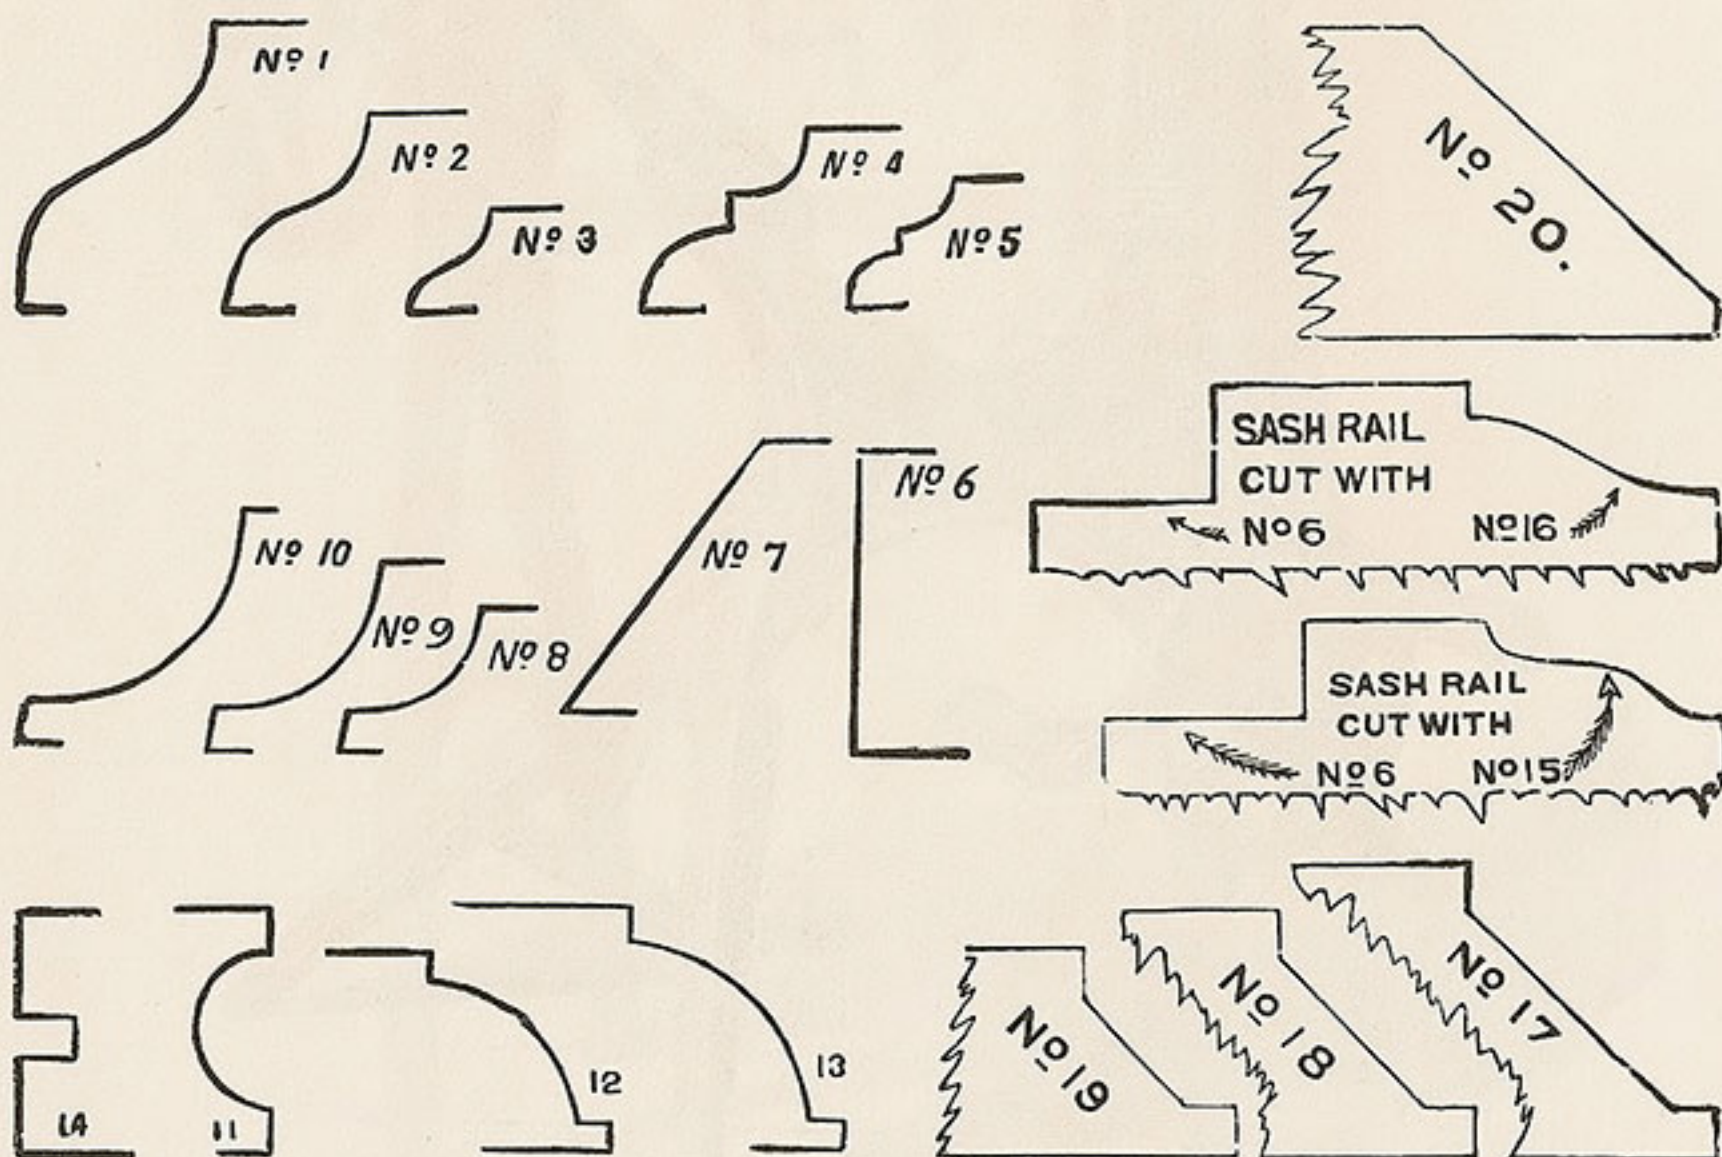 Nº 1
Nº 2
Nº 3
Nº 4
Nº 5
Nº 20.
SASH RAIL
CUT WITH
Nº 6 Nº 16
Nº 6
Nº 7
Nº 10
Nº 9
Nº 8
SASH RAIL
CUT WITH
Nº 6 Nº 15
14
11
12
13
Nº 19
Nº 18
Nº 17